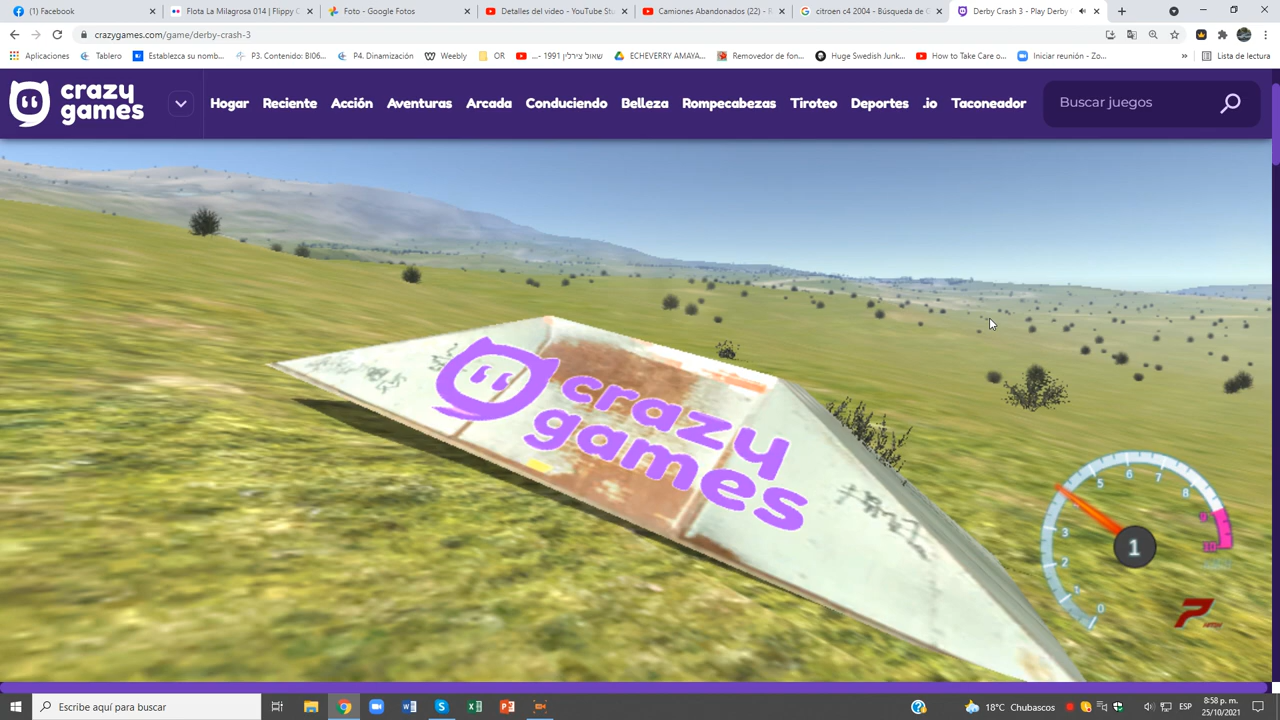 (1) Facebook
Flota La Milagrosa 014 | Flippy
Foto - Google Fotos
Detalles del video - YouTube Stu
Camiones Abandonados (22) - R
citroen c4 2004 - Búsqueda de G
Derby Crash 3 - Play Derby
crazygames.com/game/derby-crash-3
Aplicaciones
Tablero
Establezca su nomb...
P3. Contenido: BI06...
P4. Dinamización
Weebly
OR
שאול צירלין 1991 -...
ECHEVERRY AMAYA...
Removedor de fon...
Huge Swedish Junk...
How to Take Care o...
Iniciar reunión - Zo...
»
Lista de lectura
crazy
games
Hogar
Reciente
Acción
Aventuras
Arcada
Conduciendo
Belleza
Rompecabezas
Tiroteo
Deportes
.io
Taconeador
Buscar juegos
crazy
games
0
1
2
3
5
6
7
8
9
10
1
Escribe aquí para buscar
18°C Chubascos
ESP
8:58 p. m.
25/10/2021